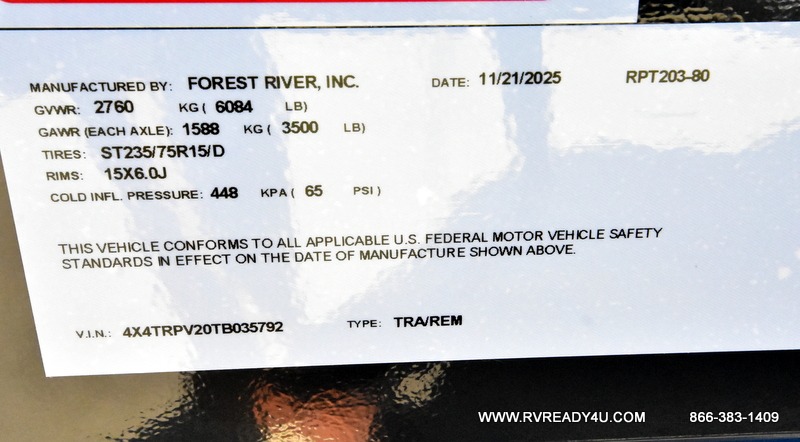 MANUFACTURED BY: FOREST RIVER, INC. DATE: 11/21/2025 RPT203-80
GVWR: 2760 KG ( 6084 LB)
GAWR (EACH AXLE): 1588 KG ( 3500 LB)
TIRES: ST235/75R15/D
RIMS: 15X6.0J
COLD INFL. PRESSURE: 448 KPA ( 65 PSI )
THIS VEHICLE CONFORMS TO ALL APPLICABLE U.S. FEDERAL MOTOR VEHICLE SAFETY
STANDARDS IN EFFECT ON THE DATE OF MANUFACTURE SHOWN ABOVE.
V.I.N.: 4X4TRPV20TB035792 TYPE: TRA/REM
WWW.RVREADY4U.COM 866-383-1409